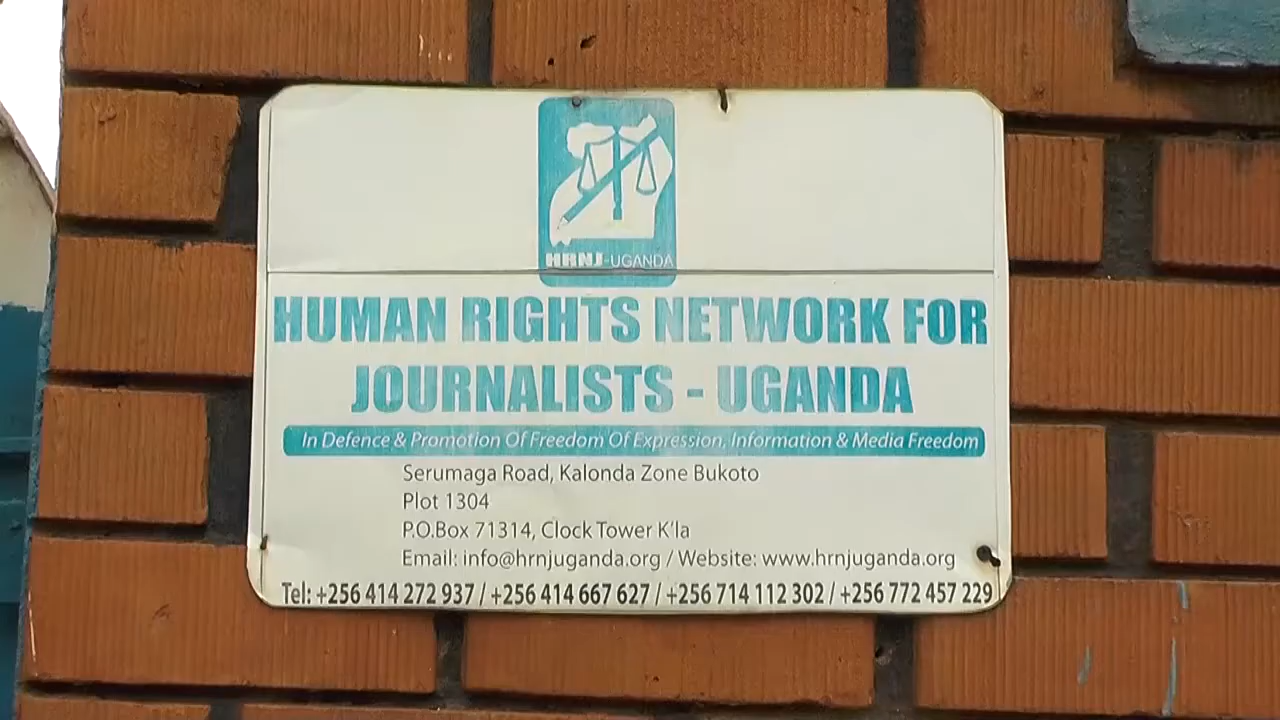 HRNJ-UGANDA
HUMAN RIGHTS NETWORK FOR
JOURNALISTS - UGANDA
In Defence & Promotion Of Freedom Of Expression, Information & Media Freedom
Serumaga Road, Kalonda Zone Bukoto
Plot 1304
P.O.Box 71314, Clock Tower K'la
Email: info@hrnjuganda.org / Website: www.hrnjuganda.org
Tel: +256 414 272 937 / +256 414 667 627 / +256 714 112 302 / +256 772 457 229